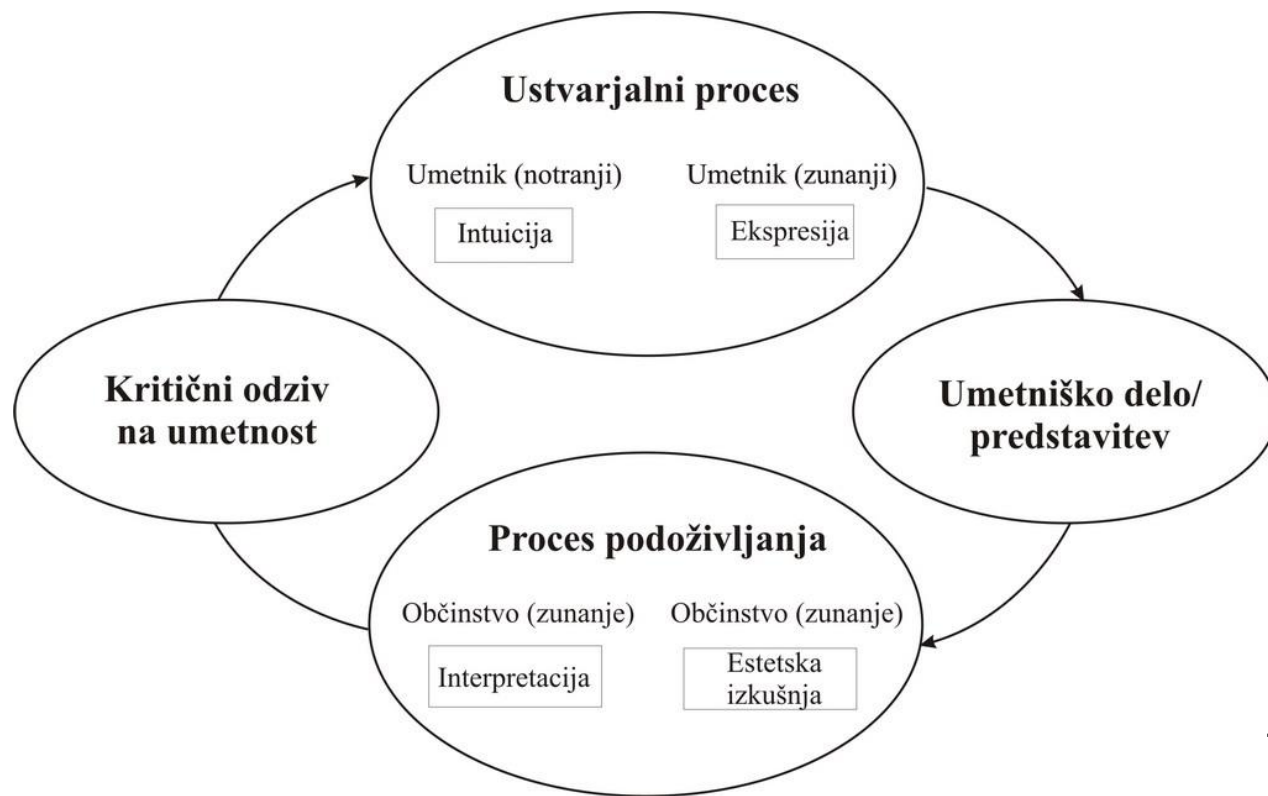 Ustvarjalni proces
Umetnik (notranji)
Umetnik (zunanji)
Intuicija
Ekspresija
Kritični odziv
na umetnost
Umetniško delo/
predstavitev
Proces podoživljanja
Občinstvo (zunanje)
Občinstvo (zunanje)
Interpretacija
Estetska
izkušnja